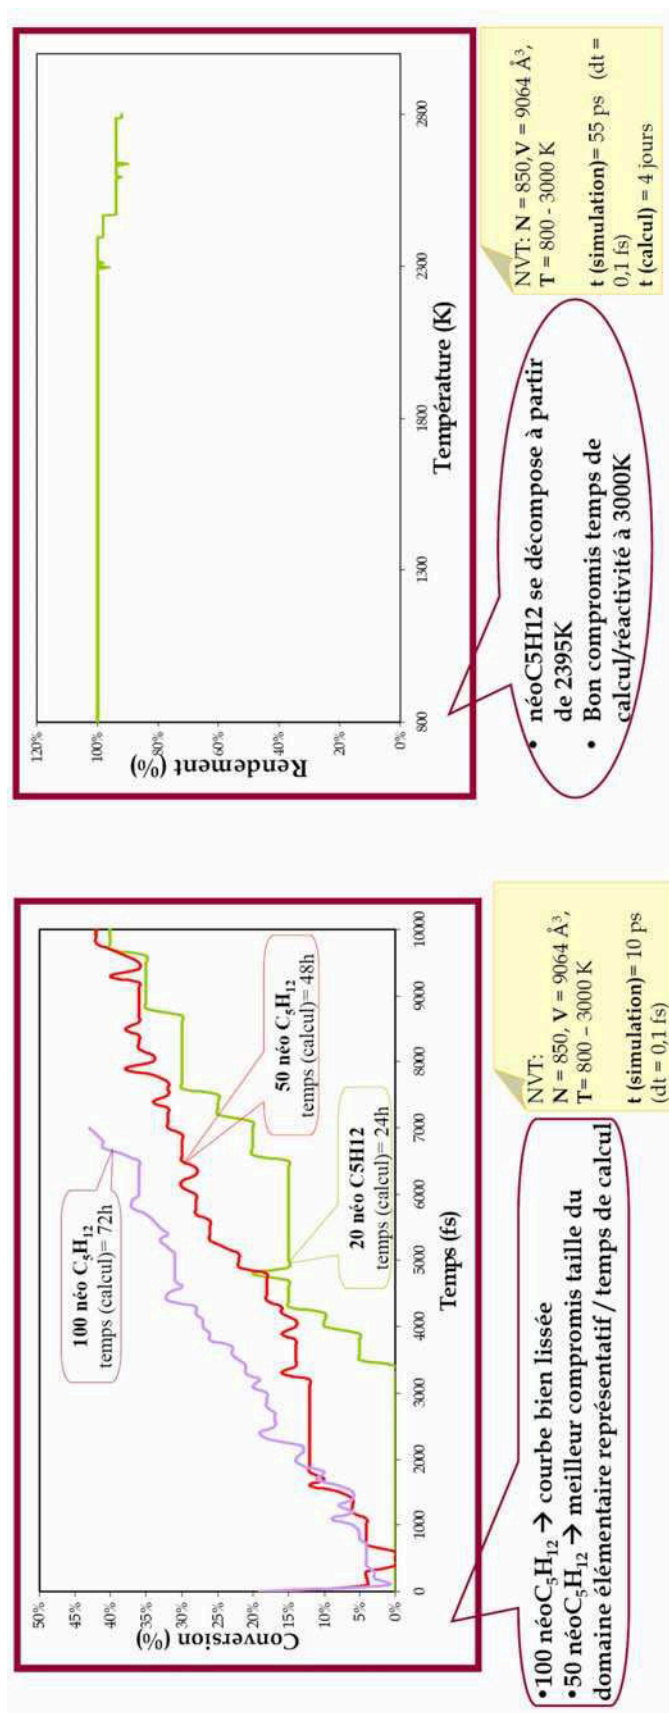 50%
45%
40%
35%
30%
25%
20%
15%
10%
5%
0%
Conversion (%)
0
1000
2000
3000
4000
5000
6000
7000
8000
9000
10000
Temps (fs)
100 néo C₅H₁₂
temps (calcul)= 72h
50 néo C₅H₁₂
temps (calcul)= 48h
20 néo C5H12
temps (calcul)= 24h
•100 néoC₅H₁₂ → courbe bien lissée
•50 néoC₅H₁₂ → meilleur compromis taille du
domaine élémentaire représentatif / temps de calcul
NVT:
N = 850, V = 9064 Å³,
T= 800 – 3000 K
t (simulation)= 10 ps
(dt = 0,1 fs)
120%
100%
80%
60%
40%
20%
0%
Rendement (%)
800
1300
1800
2300
2800
Température (K)
• néoC5H12 se décompose à partir
de 2395K
• Bon compromis temps de
calcul/réactivité à 3000K
NVT: N = 850, V = 9064 Å³,
T = 800 - 3000 K
t (simulation)= 55 ps (dt =
0,1 fs)
t (calcul) = 4 jours